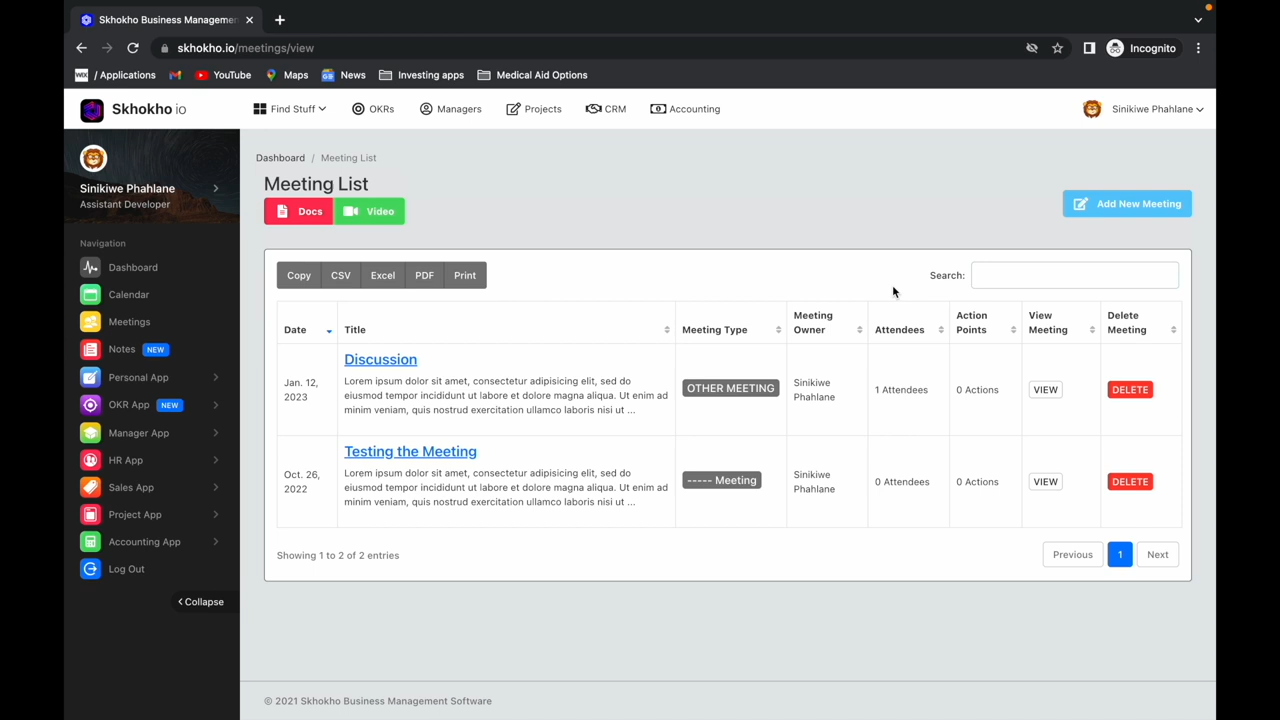 Skhokho Business Managemen
skhokho.io/meetings/view
Incognito
WIX / Applications YouTube Maps News Investing apps Medical Aid Options
Skhokho io Find Stuff OKRs Managers Projects CRM Accounting Sinikiwe Phahlane
Sinikiwe Phahlane
Assistant Developer
Navigation
Dashboard
Calendar
Meetings
Notes NEW
Personal App
OKR App NEW
Manager App
HR App
Sales App
Project App
Accounting App
Log Out
Collapse
Dashboard / Meeting List
Meeting List
Docs Video
Add New Meeting
Copy CSV Excel PDF Print
Search:
Date Title Meeting Type Meeting Owner Attendees Action Points View Meeting Delete Meeting
Jan. 12, 2023
Discussion
Lorem ipsum dolor sit amet, consectetur adipisicing elit, sed do
eiusmod tempor incididunt ut labore et dolore magna aliqua. Ut enim ad
minim veniam, quis nostrud exercitation ullamco laboris nisi ut ...
OTHER MEETING
Sinikiwe Phahlane
1 Attendees
0 Actions
VIEW
DELETE
Oct. 26, 2022
Testing the Meeting
Lorem ipsum dolor sit amet, consectetur adipisicing elit, sed do
eiusmod tempor incididunt ut labore et dolore magna aliqua. Ut enim ad
minim veniam, quis nostrud exercitation ullamco laboris nisi ut ...
----- Meeting
Sinikiwe Phahlane
0 Attendees
0 Actions
VIEW
DELETE
Showing 1 to 2 of 2 entries
Previous 1 Next
© 2021 Skhokho Business Management Software